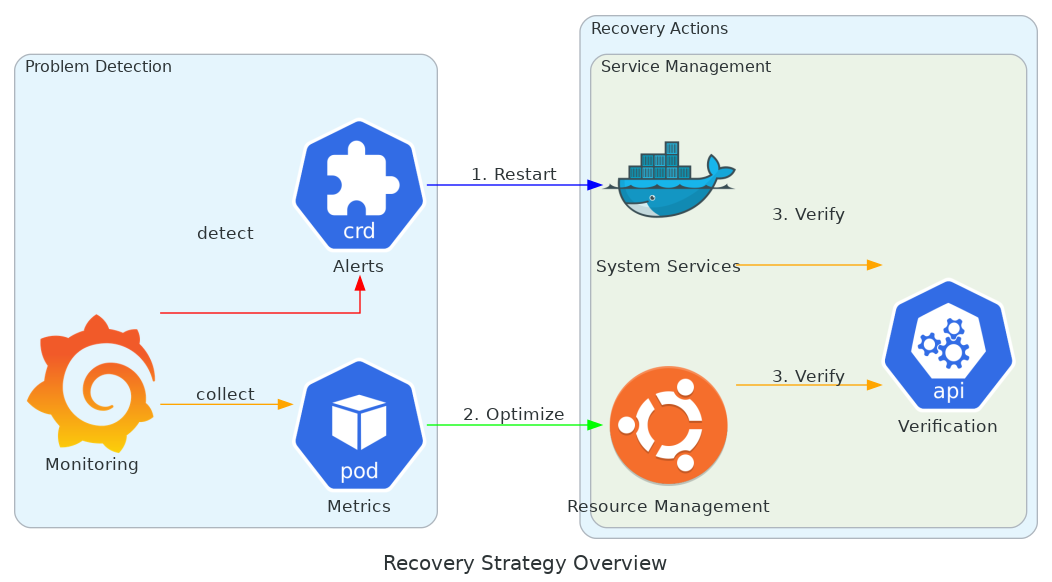 Recovery Actions
Problem Detection
Service Management
crd
Alerts
detect
1. Restart
System Services
3. Verify
Monitoring
collect
pod
Metrics
2. Optimize
Resource Management
3. Verify
api
Verification
Recovery Strategy Overview